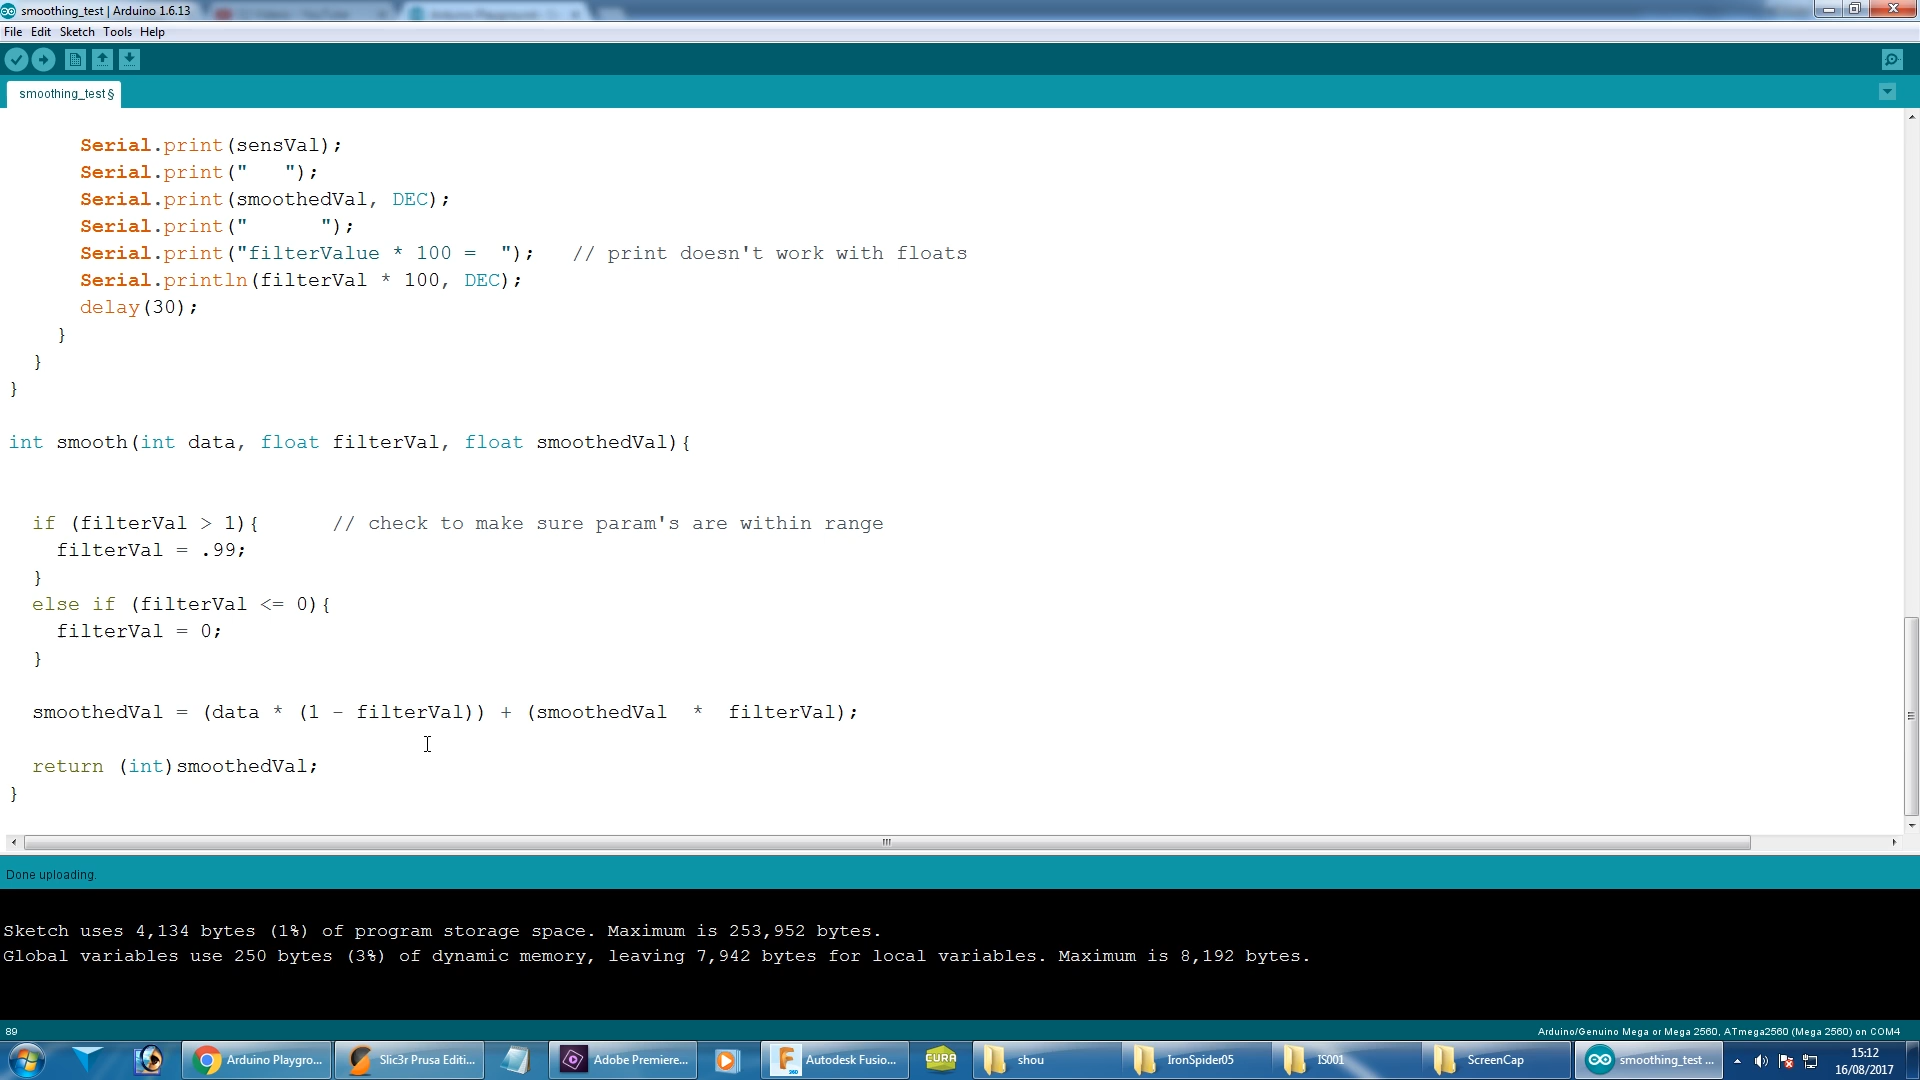 smoothing_test | Arduino 1.6.13
File Edit Sketch Tools Help
smoothing_test §
Serial.print(sensVal);
Serial.print("   ");
Serial.print(smoothedVal, DEC);
Serial.print("      ");
Serial.print("filterValue * 100 =  ");   // print doesn't work with floats
Serial.println(filterVal * 100, DEC);
delay(30);
}
}
}
int smooth(int data, float filterVal, float smoothedVal){
if (filterVal > 1){      // check to make sure param's are within range
filterVal = .99;
}
else if (filterVal <= 0){
filterVal = 0;
}
smoothedVal = (data * (1 - filterVal)) + (smoothedVal  *  filterVal);
return (int)smoothedVal;
}
Done uploading.
Sketch uses 4,134 bytes (1%) of program storage space. Maximum is 253,952 bytes.
Global variables use 250 bytes (3%) of dynamic memory, leaving 7,942 bytes for local variables. Maximum is 8,192 bytes.
89
Arduino/Genuino Mega or Mega 2560, ATmega2560 (Mega 2560) on COM4
Arduino Playgro...
Slic3r Prusa Editi...
Adobe Premiere...
Autodesk Fusio...
CURA
shou
IronSpider05
IS001
ScreenCap
smoothing_test ...
15:12
16/08/2017